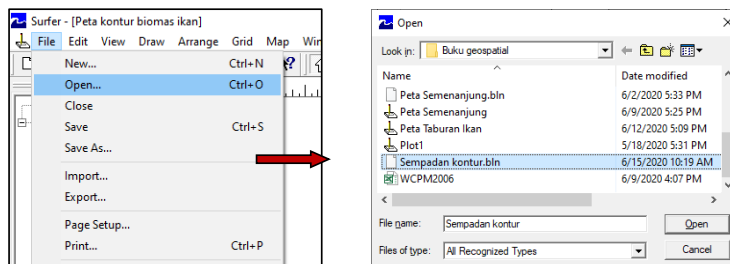 Surfer - [Peta kontur biomas ikan]
File Edit View Draw Arrange Grid Map
New... Ctrl+N
Open... Ctrl+O
Close
Save Ctrl+S
Save As...
Import...
Export...
Page Setup...
Print... Ctrl+P
Open
Look in: Buku geospatial
Name Date modified
Peta Semenanjung.bln 6/2/2020 5:33 PM
Peta Semenanjung 6/9/2020 5:25 PM
Peta Taburan Ikan 6/12/2020 5:09 PM
Plot1 5/18/2020 5:31 PM
Sempadan kontur.bln 6/15/2020 10:19 AM
WCPM2006 6/9/2020 4:07 PM
File name: Sempadan kontur Open
Files of type: All Recognized Types Cancel